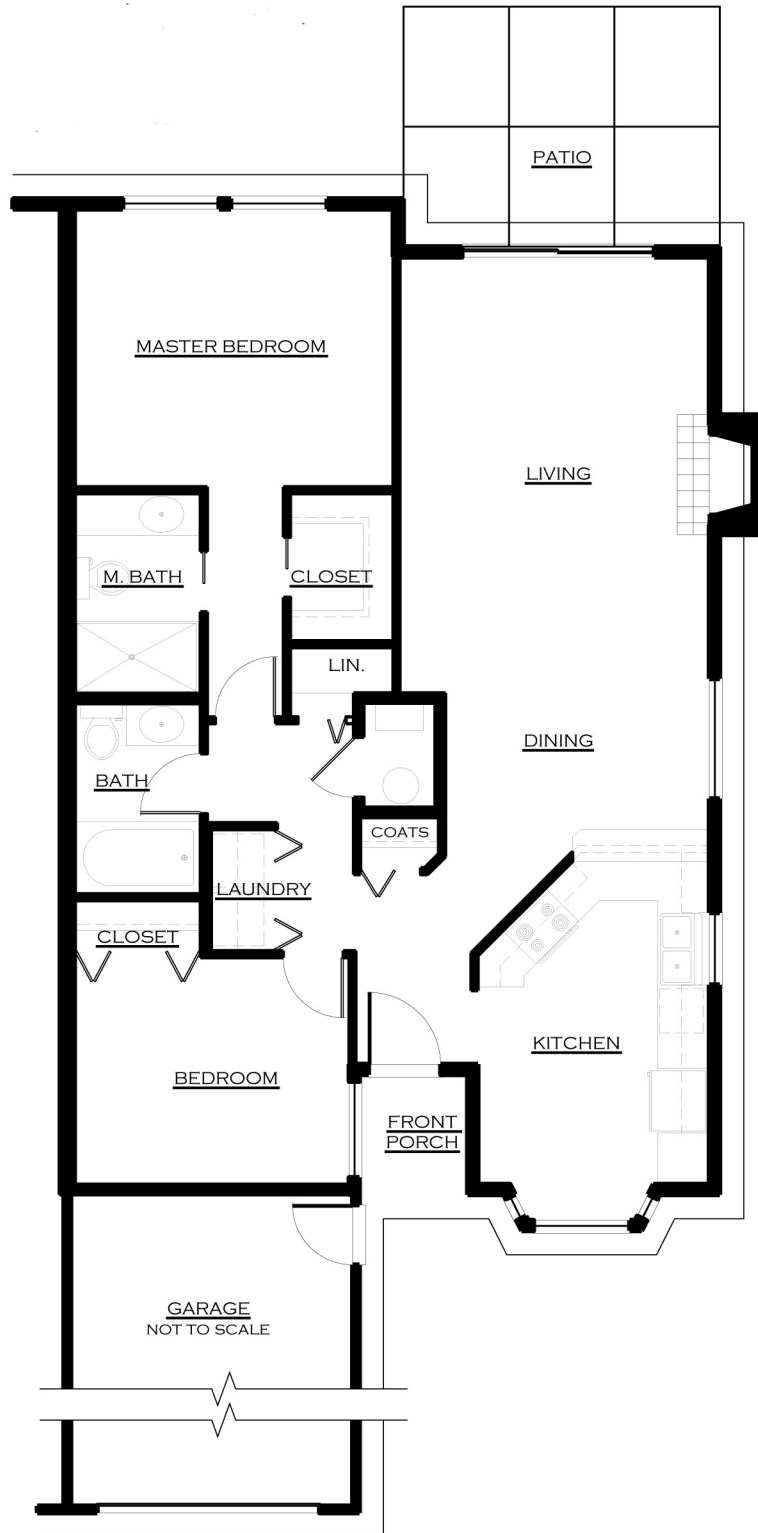 PATIO
MASTER BEDROOM
LIVING
M. BATH
CLOSET
LIN.
DINING
BATH
COATS
LAUNDRY
CLOSET
KITCHEN
BEDROOM
FRONT
PORCH
GARAGE
NOT TO SCALE